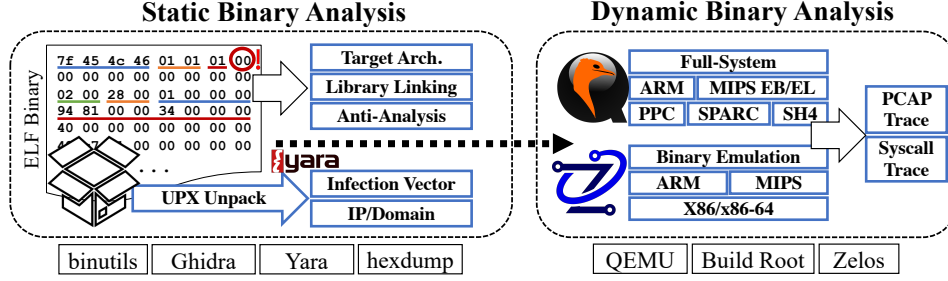 Static Binary Analysis
Dynamic Binary Analysis
ELF Binary
7f 45 4c 46 01 01 01 00 !
00 00 00 00 00 00 00 00
02 00 28 00 01 00 00 00
94 81 00 00 34 00 00 00
40 00 00 00 00 00 00 00
00 00 00 00
. . .
UPX Unpack
Target Arch.
Library Linking
Anti-Analysis
yara
Infection Vector
IP/Domain
binutils
Ghidra
Yara
hexdump
Full-System
ARM
MIPS EB/EL
PPC
SPARC
SH4
Binary Emulation
ARM
MIPS
X86/x86-64
PCAP
Trace
Syscall
Trace
QEMU
Build Root
Zelos